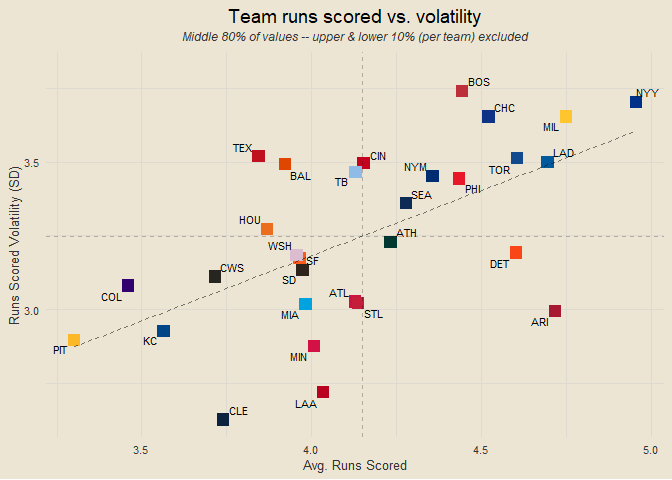 Team runs scored vs. volatility
Middle 80% of values -- upper & lower 10% (per team) excluded
BOS
NYY
CHC
MIL
TEX
CIN
LAD
BAL
TB
NYM
TOR
PHI
SEA
HOU
ATH
WSH
SF
DET
CWS
SD
COL
ATL
MIA
STL
ARI
KC
PIT
MIN
LAA
CLE
3.5
3.0
Runs Scored Volatility (SD)
3.5
4.0
4.5
5.0
Avg. Runs Scored